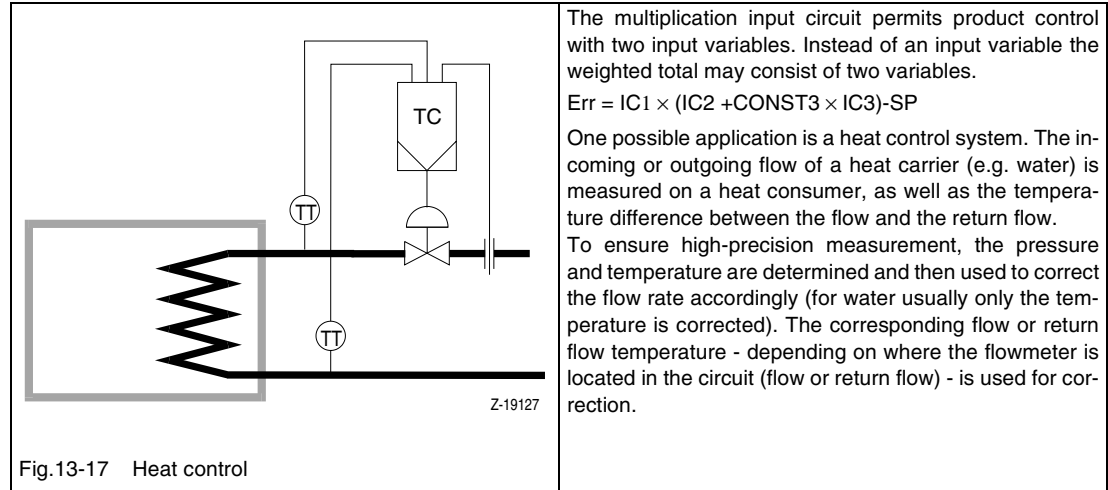 TC
TT
TT
Z-19127
Fig.13-17 Heat control
The multiplication input circuit permits product control
with two input variables. Instead of an input variable the
weighted total may consist of two variables.
Err = IC1 × (IC2 +CONST3 × IC3)-SP
One possible application is a heat control system. The in-
coming or outgoing flow of a heat carrier (e.g. water) is
measured on a heat consumer, as well as the tempera-
ture difference between the flow and the return flow.
To ensure high-precision measurement, the pressure
and temperature are determined and then used to correct
the flow rate accordingly (for water usually only the tem-
perature is corrected). The corresponding flow or return
flow temperature - depending on where the flowmeter is
located in the circuit (flow or return flow) - is used for cor-
rection.